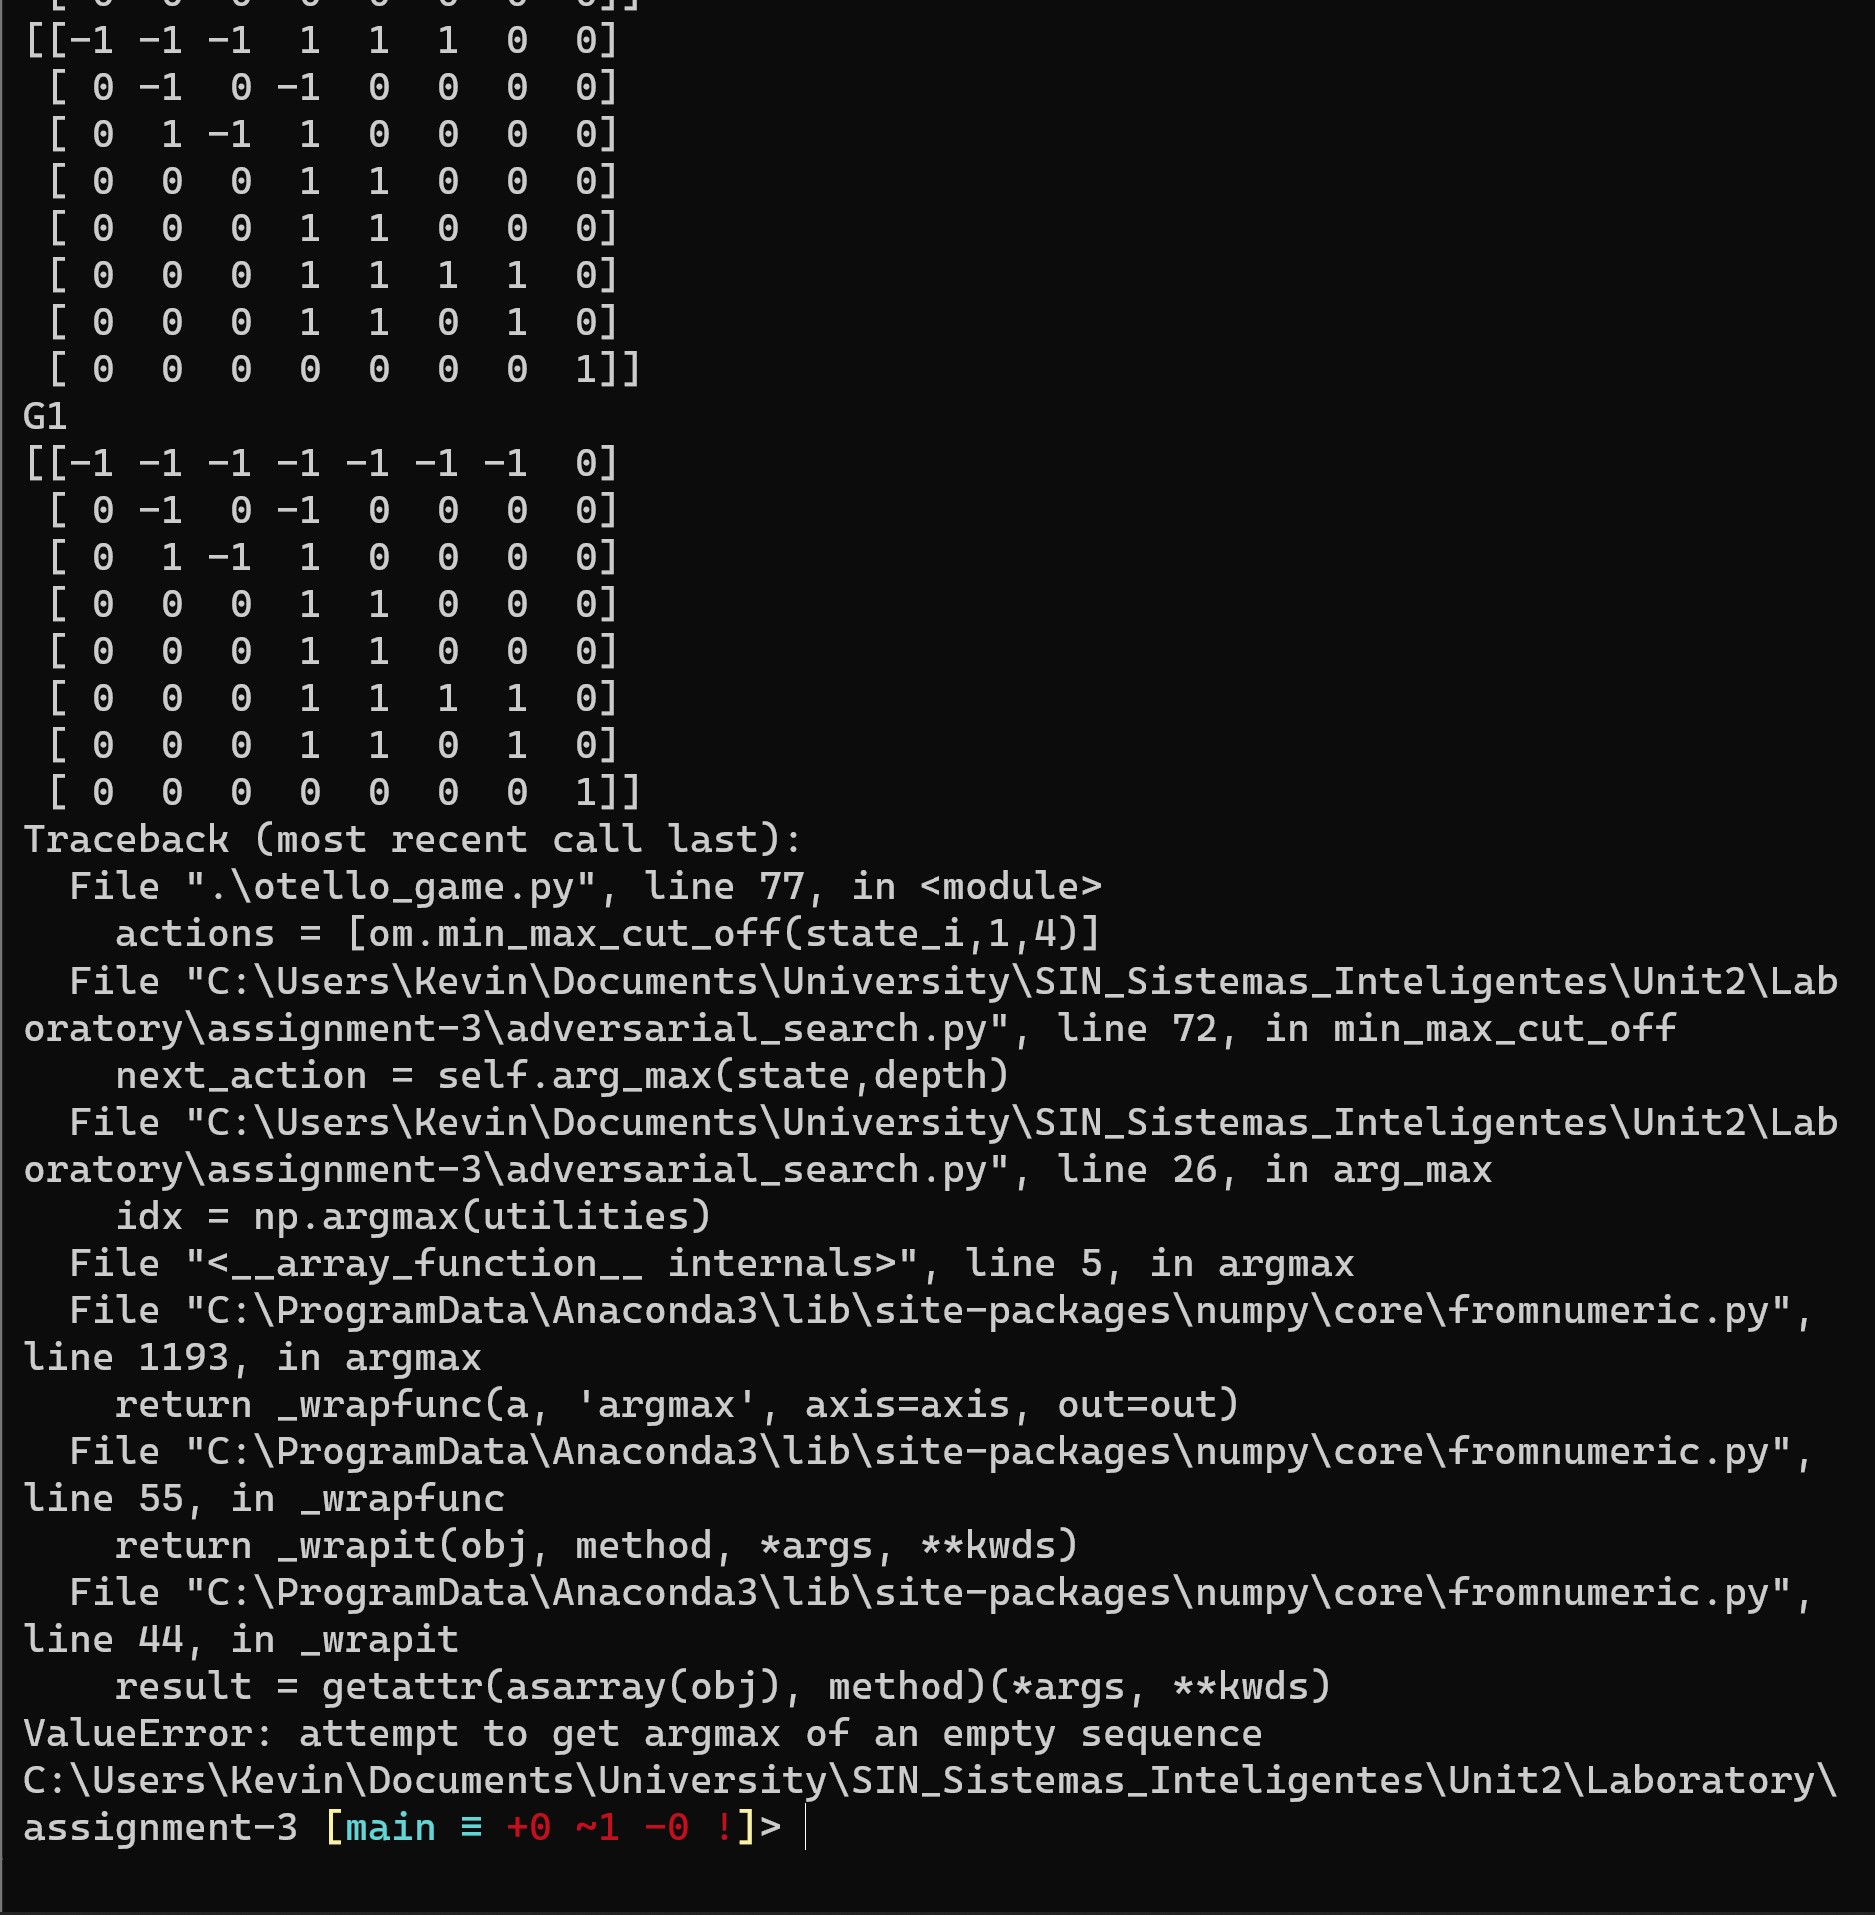 [ 0 0 0 0 0 0 0 0]]
[[-1 -1 -1 1 1 1 0 0]
[ 0 -1 0 -1 0 0 0 0]
[ 0 1 -1 1 0 0 0 0]
[ 0 0 0 1 1 0 0 0]
[ 0 0 0 1 1 0 0 0]
[ 0 0 0 1 1 1 1 0]
[ 0 0 0 1 1 0 1 0]
[ 0 0 0 0 0 0 0 1]]
G1
[[-1 -1 -1 -1 -1 -1 -1 0]
[ 0 -1 0 -1 0 0 0 0]
[ 0 1 -1 1 0 0 0 0]
[ 0 0 0 1 1 0 0 0]
[ 0 0 0 1 1 0 0 0]
[ 0 0 0 1 1 1 1 0]
[ 0 0 0 1 1 0 1 0]
[ 0 0 0 0 0 0 0 1]]
Traceback (most recent call last):
File ".\otello_game.py", line 77, in <module>
actions = [om.min_max_cut_off(state_i,1,4)]
File "C:\Users\Kevin\Documents\University\SIN_Sistemas_Inteligentes\Unit2\Lab
oratory\assignment-3\adversarial_search.py", line 72, in min_max_cut_off
next_action = self.arg_max(state,depth)
File "C:\Users\Kevin\Documents\University\SIN_Sistemas_Inteligentes\Unit2\Lab
oratory\assignment-3\adversarial_search.py", line 26, in arg_max
idx = np.argmax(utilities)
File "<__array_function__ internals>", line 5, in argmax
File "C:\ProgramData\Anaconda3\lib\site-packages\numpy\core\fromnumeric.py",
line 1193, in argmax
return _wrapfunc(a, 'argmax', axis=axis, out=out)
File "C:\ProgramData\Anaconda3\lib\site-packages\numpy\core\fromnumeric.py",
line 55, in _wrapfunc
return _wrapit(obj, method, *args, **kwds)
File "C:\ProgramData\Anaconda3\lib\site-packages\numpy\core\fromnumeric.py",
line 44, in _wrapit
result = getattr(asarray(obj), method)(*args, **kwds)
ValueError: attempt to get argmax of an empty sequence
C:\Users\Kevin\Documents\University\SIN_Sistemas_Inteligentes\Unit2\Laboratory\
assignment-3 [main ≡ +0 ~1 -0 !]>